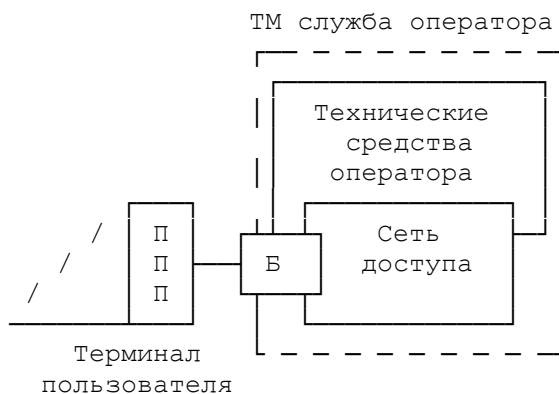 ТМ служба оператора
Технические
средства
оператора
П
П
П
Б
Сеть
доступа
Терминал
пользователя